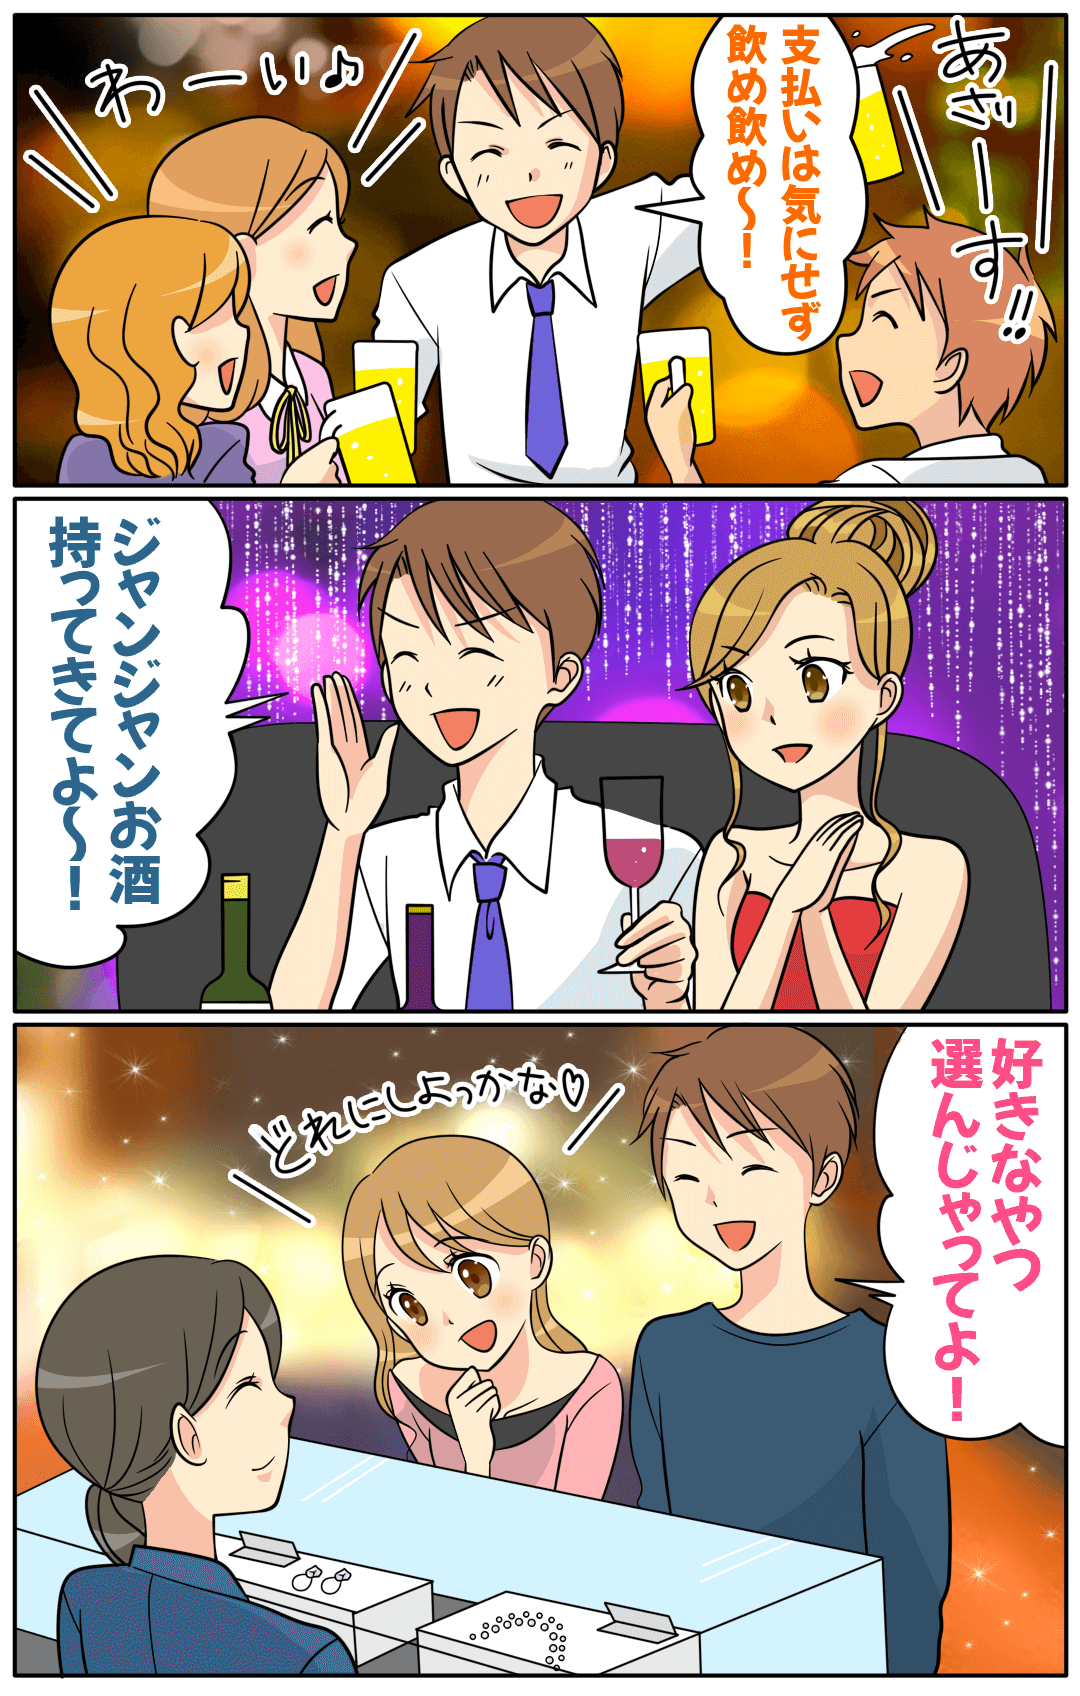 あざーす!!
支払いは気にせず
飲め飲め～!
わーい♪
ジャンジャンお酒
持ってきてよ～!
好きなやつ
選んじゃってよ!
どれにしよっかな♡